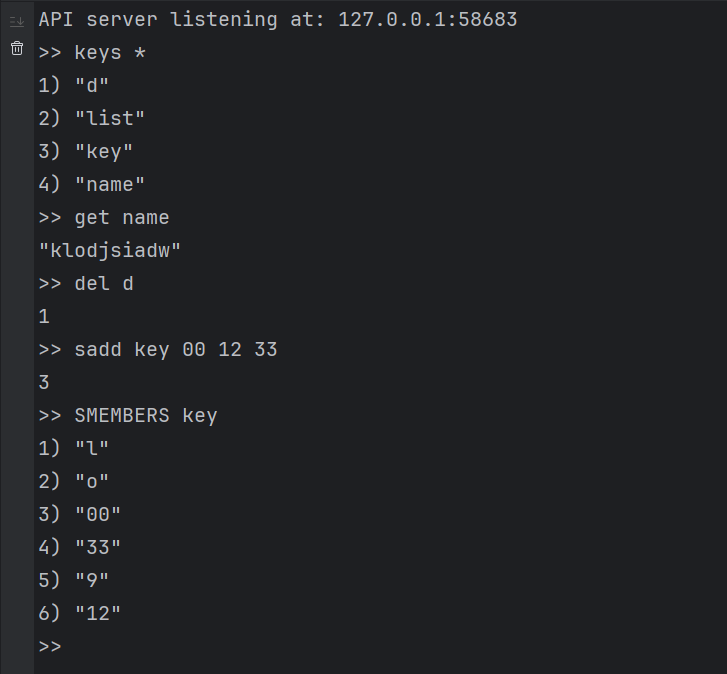 API server listening at: 127.0.0.1:58683
>> keys *
1) "d"
2) "list"
3) "key"
4) "name"
>> get name
"klodjsiadw"
>> del d
1
>> sadd key 00 12 33
3
>> SMEMBERS key
1) "l"
2) "o"
3) "00"
4) "33"
5) "9"
6) "12"
>>